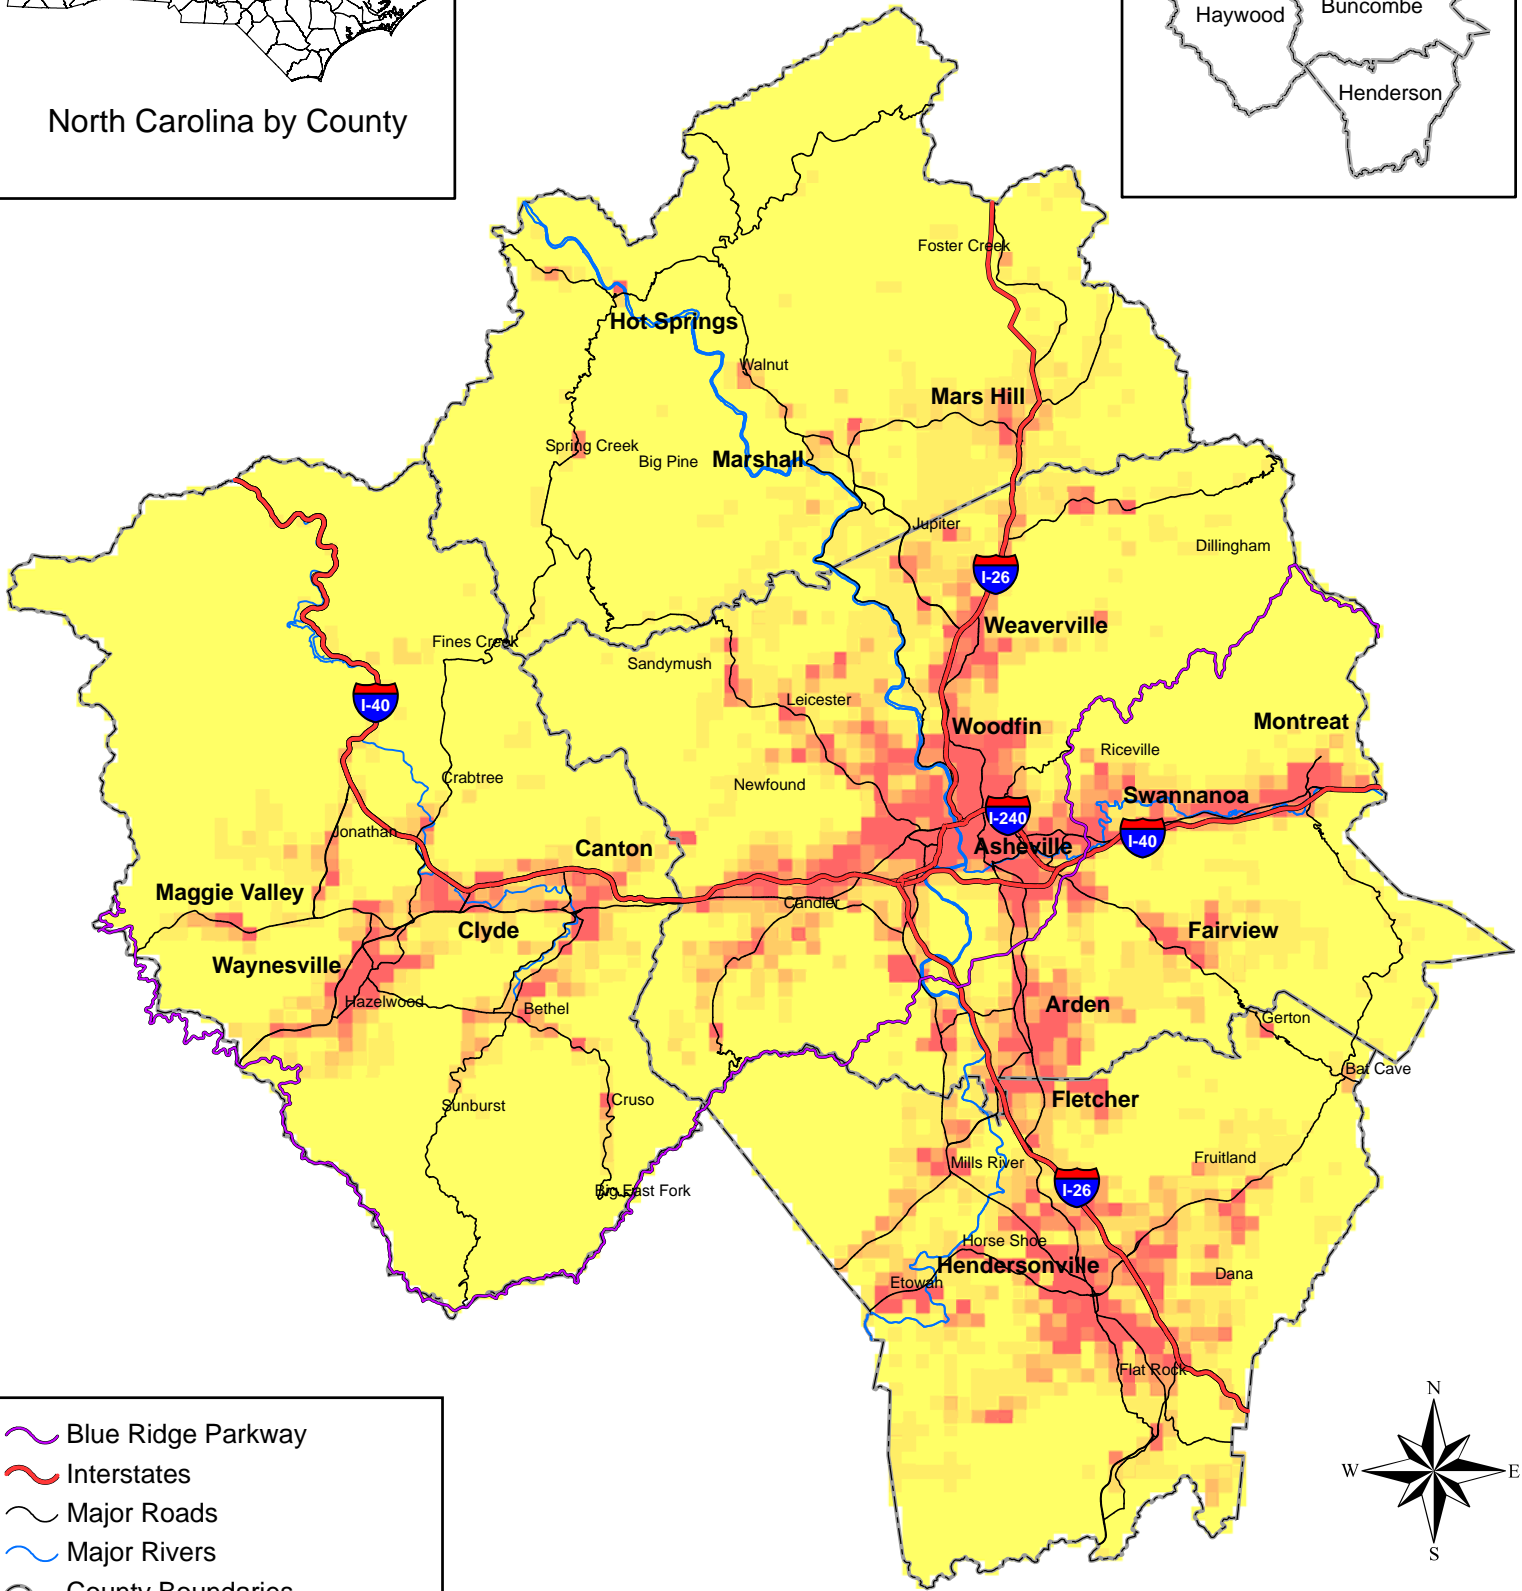 Buncombe
Haywood
Henderson
North Carolina by County
Foster Creek
Hot Springs
Walnut
Mars Hill
Spring Creek
Big Pine
Marshall
Jupiter
Dillingham
I-26
Weaverville
Fines Creek
Sandymush
Leicester
I-40
Woodfin
Montreat
Riceville
Crabtree
Newfound
Swannanoa
I-240
Jonathan
I-40
Canton
Asheville
Maggie Valley
Candler
Clyde
Fairview
Waynesville
Hazelwood
Bethel
Arden
Gerton
Bat Cave
Sunburst
Cruso
Fletcher
Mills River
Fruitland
Big East Fork
I-26
Horse Shoe
Hendersonville
Etowah
Dana
Flat Rock
N
W
E
S
Blue Ridge Parkway
Interstates
Major Roads
Major Rivers
County Boundaries